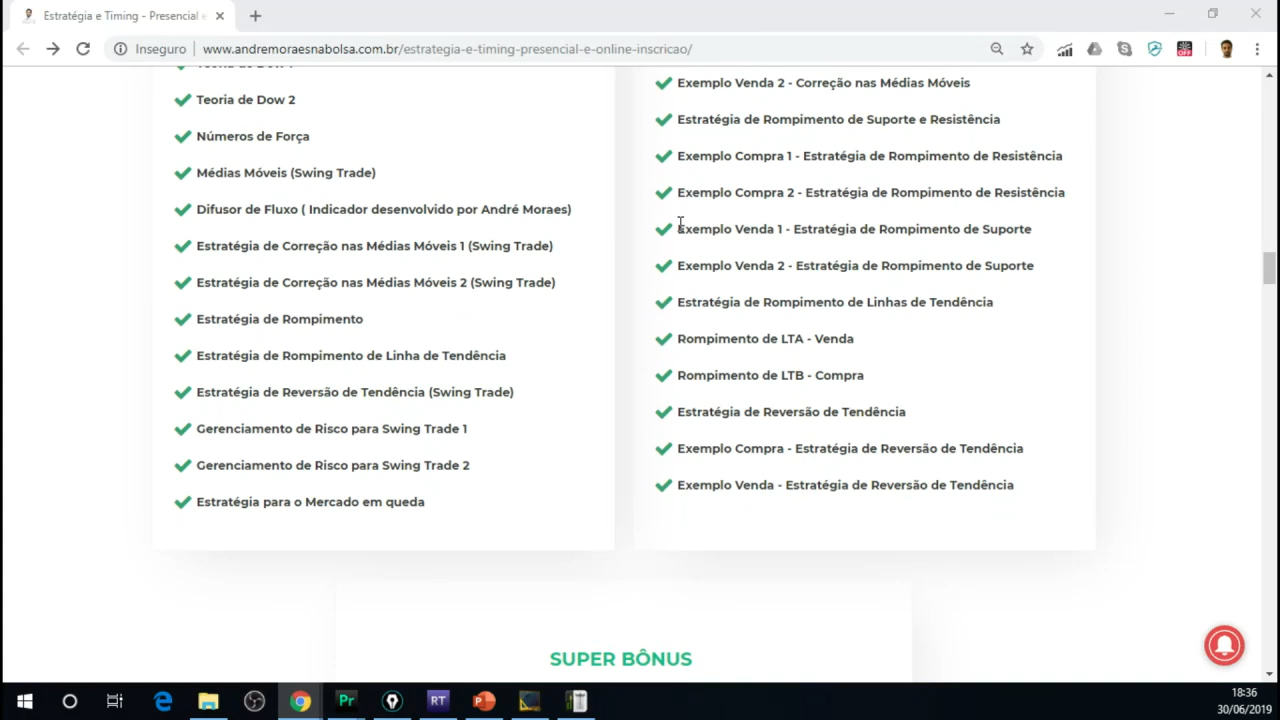 Estratégia e Timing - Presencial e
Inseguro
www.andremoraesnabolsa.com.br/estrategia-e-timing-presencial-e-online-inscricao/
OFF
Teoria de Dow 2
Números de Força
Médias Móveis (Swing Trade)
Difusor de Fluxo ( Indicador desenvolvido por André Moraes)
Estratégia de Correção nas Médias Móveis 1 (Swing Trade)
Estratégia de Correção nas Médias Móveis 2 (Swing Trade)
Estratégia de Rompimento
Estratégia de Rompimento de Linha de Tendência
Estratégia de Reversão de Tendência (Swing Trade)
Gerenciamento de Risco para Swing Trade 1
Gerenciamento de Risco para Swing Trade 2
Estratégia para o Mercado em queda
Exemplo Venda 2 - Correção nas Médias Móveis
Estratégia de Rompimento de Suporte e Resistência
Exemplo Compra 1 - Estratégia de Rompimento de Resistência
Exemplo Compra 2 - Estratégia de Rompimento de Resistência
Exemplo Venda 1 - Estratégia de Rompimento de Suporte
Exemplo Venda 2 - Estratégia de Rompimento de Suporte
Estratégia de Rompimento de Linhas de Tendência
Rompimento de LTA - Venda
Rompimento de LTB - Compra
Estratégia de Reversão de Tendência
Exemplo Compra - Estratégia de Reversão de Tendência
Exemplo Venda - Estratégia de Reversão de Tendência
SUPER BÔNUS
Pr
RT
18:36
30/06/2019